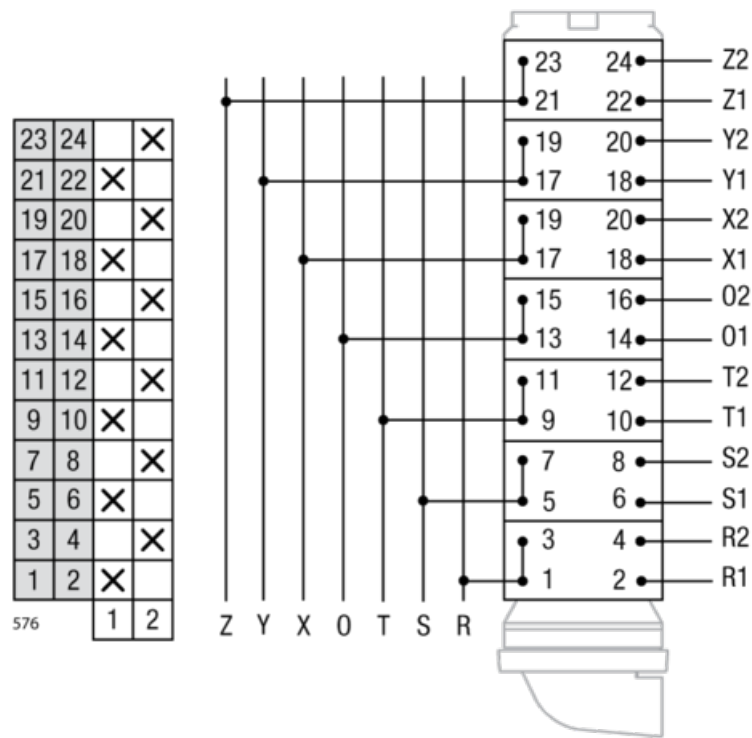 23 24
21 22
19 20
17 18
15 16
13 14
11 12
9 10
7 8
5 6
3 4
1 2
576 1 2
Z Y X O T S R
23 24 Z2
21 22 Z1
19 20 Y2
17 18 Y1
19 20 X2
17 18 X1
15 16 O2
13 14 O1
11 12 T2
9 10 T1
7 8 S2
5 6 S1
3 4 R2
1 2 R1